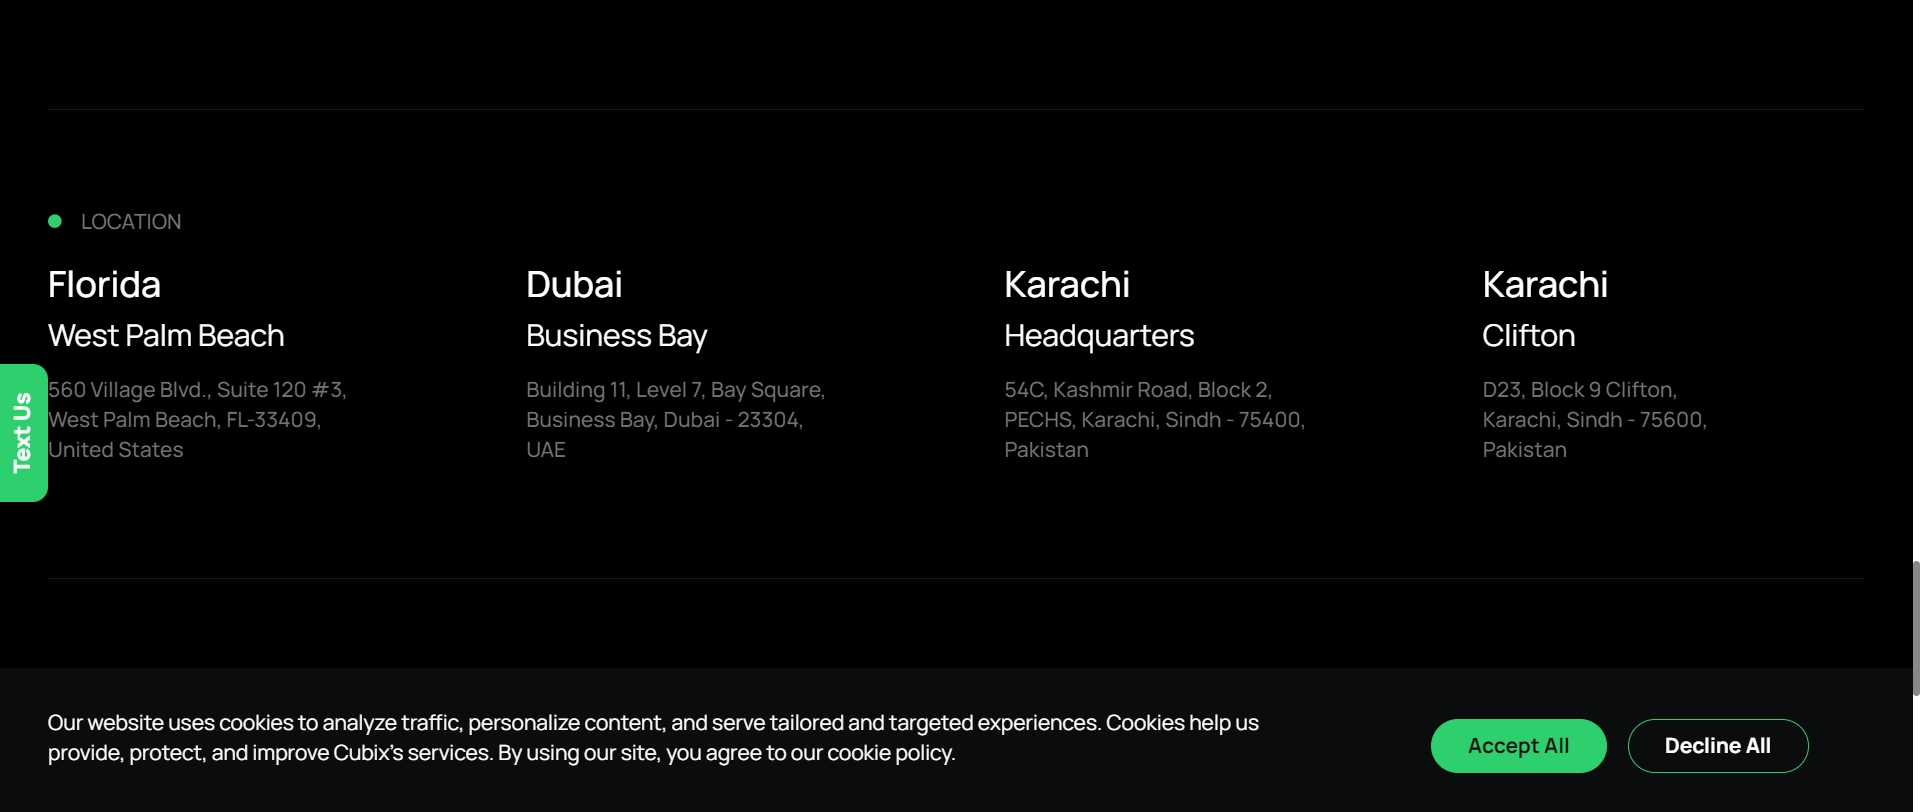 LOCATION
Florida
West Palm Beach
560 Village Blvd., Suite 120 #3,
West Palm Beach, FL-33409,
United States
Dubai
Business Bay
Building 11, Level 7, Bay Square,
Business Bay, Dubai - 23304,
UAE
Karachi
Headquarters
54C, Kashmir Road, Block 2,
PECHS, Karachi, Sindh - 75400,
Pakistan
Karachi
Clifton
D23, Block 9 Clifton,
Karachi, Sindh - 75600,
Pakistan
Text Us
Our website uses cookies to analyze traffic, personalize content, and serve tailored and targeted experiences. Cookies help us
provide, protect, and improve Cubix's services. By using our site, you agree to our cookie policy.
Accept All
Decline All